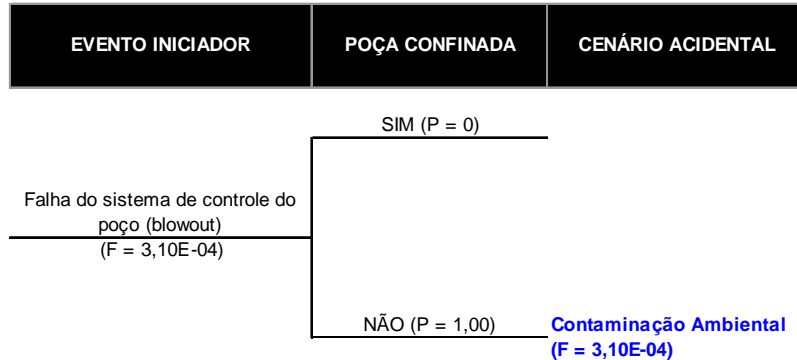 EVENTO INICIADOR
POÇA CONFINADA
CENÁRIO ACIDENTAL
SIM (P = 0)
Falha do sistema de controle do
poço (blowout)
(F = 3,10E-04)
NÃO (P = 1,00)
Contaminação Ambiental
(F = 3,10E-04)